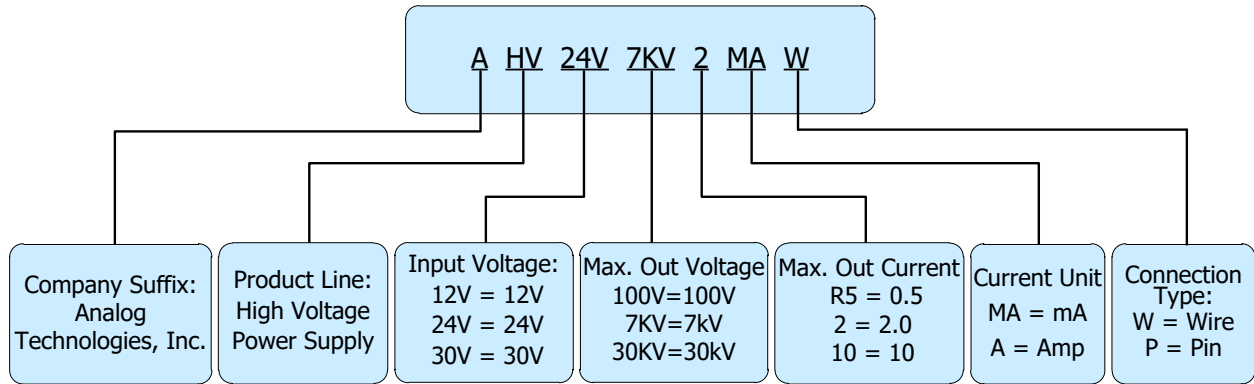 A HV 24V 7KV 2 MA W
Company Suffix:
Analog
Technologies, Inc.
Product Line:
High Voltage
Power Supply
Input Voltage:
12V = 12V
24V = 24V
30V = 30V
Max. Out Voltage
100V=100V
7KV=7kV
30KV=30kV
Max. Out Current
R5 = 0.5
2 = 2.0
10 = 10
Current Unit
MA = mA
A = Amp
Connection
Type:
W = Wire
P = Pin